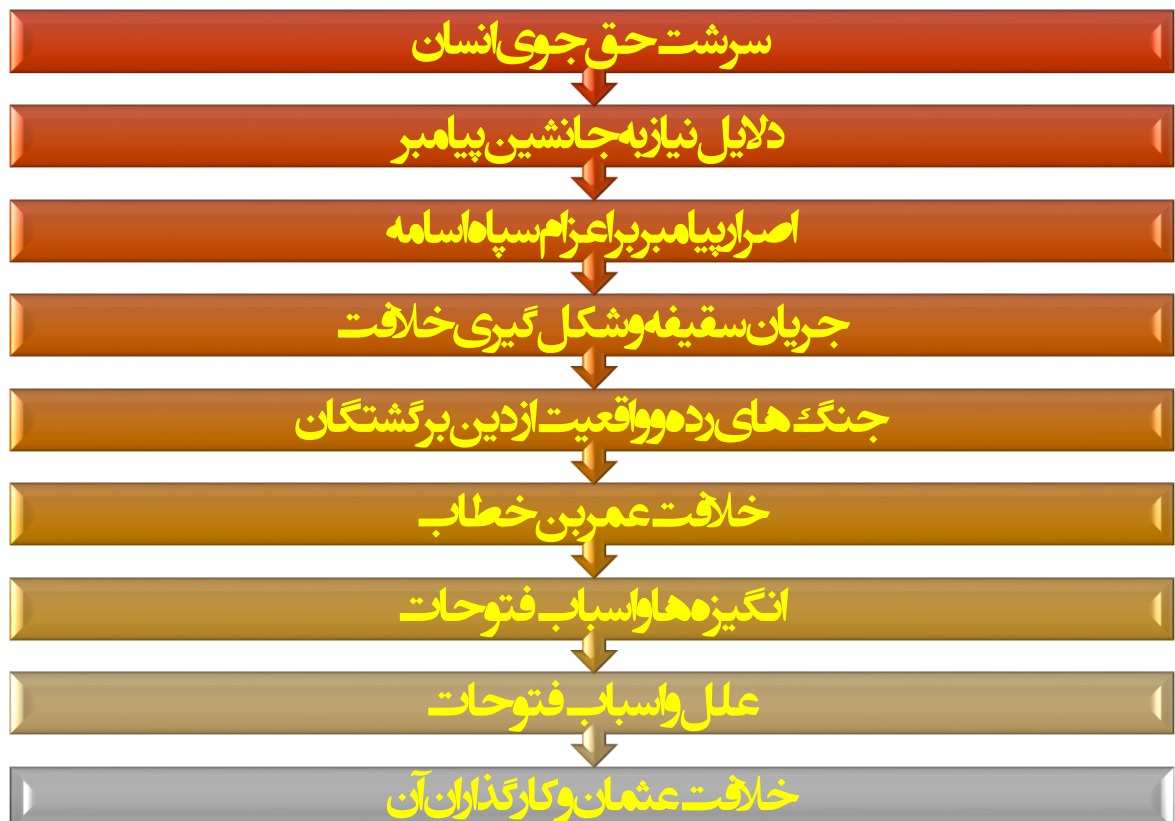 سرشت حق جوی انسان
دلایل نیاز به جانشین پیامبر
اصرار پیامبر بر اعزام سپاه اسامه
جریان سقیفه و شکل گیری خلافت
جنگ های رده و واقعیت از دین برگشتگان
خلافت عمر بن خطاب
انگیزه ها و اسباب فتوحات
علل و اسباب فتوحات
خلافت عثمان و کارگذاران آن